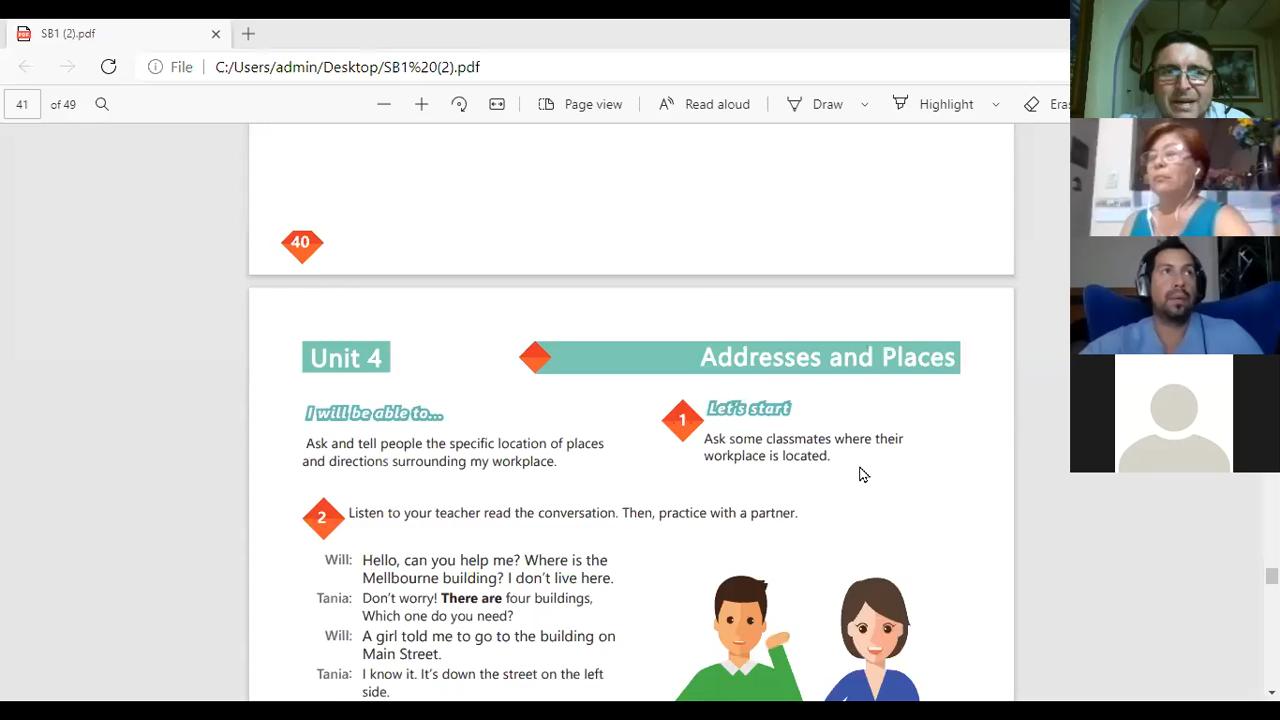 SB1 (2).pdf
File C:/Users/admin/Desktop/SB1%20(2).pdf
41 of 49 Page view Read aloud Draw Highlight
40
Unit 4 Addresses and Places
I will be able to...
Ask and tell people the specific location of places
and directions surrounding my workplace.
1 Let's start
Ask some classmates where their
workplace is located.
2 Listen to your teacher read the conversation. Then, practice with a partner.
Will: Hello, can you help me? Where is the
Mellbourne building? I don't live here.
Tania: Don't worry! There are four buildings,
Which one do you need?
Will: A girl told me to go to the building on
Main Street.
Tania: I know it. It's down the street on the left
side.